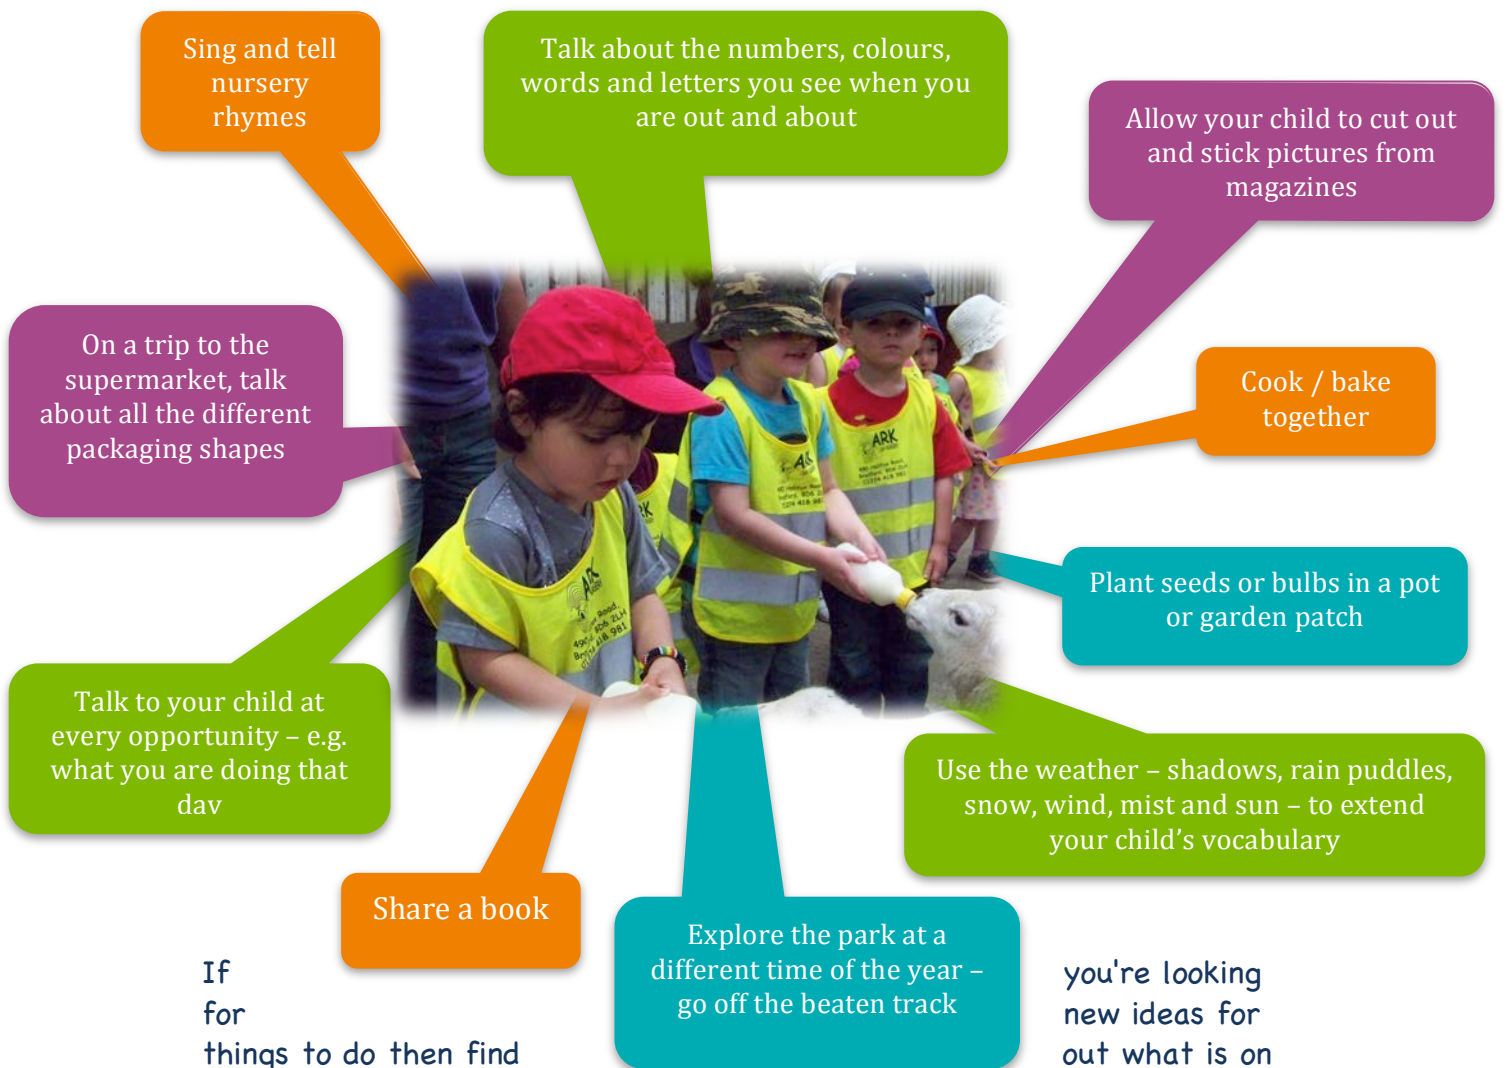 Sing and tell
nursery
rhymes
Talk about the numbers, colours,
words and letters you see when you
are out and about
Allow your child to cut out
and stick pictures from
magazines
On a trip to the
supermarket, talk
about all the different
packaging shapes
Cook / bake
together
ARK
ARK
Plant seeds or bulbs in a pot
or garden patch
Talk to your child at
every opportunity – e.g.
what you are doing that
day
Use the weather – shadows, rain puddles,
snow, wind, mist and sun – to extend
your child's vocabulary
Share a book
Explore the park at a
different time of the year –
go off the beaten track
If you're looking
for new ideas for
things to do then find out what is on